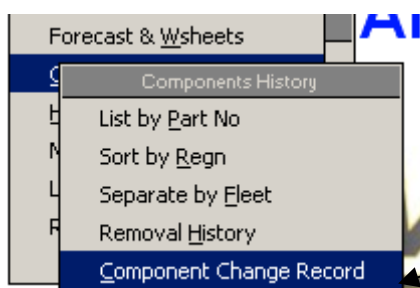 Forecast & Wsheets
Components History
List by Part No
Sort by Regn
Separate by Fleet
Removal History
Component Change Record